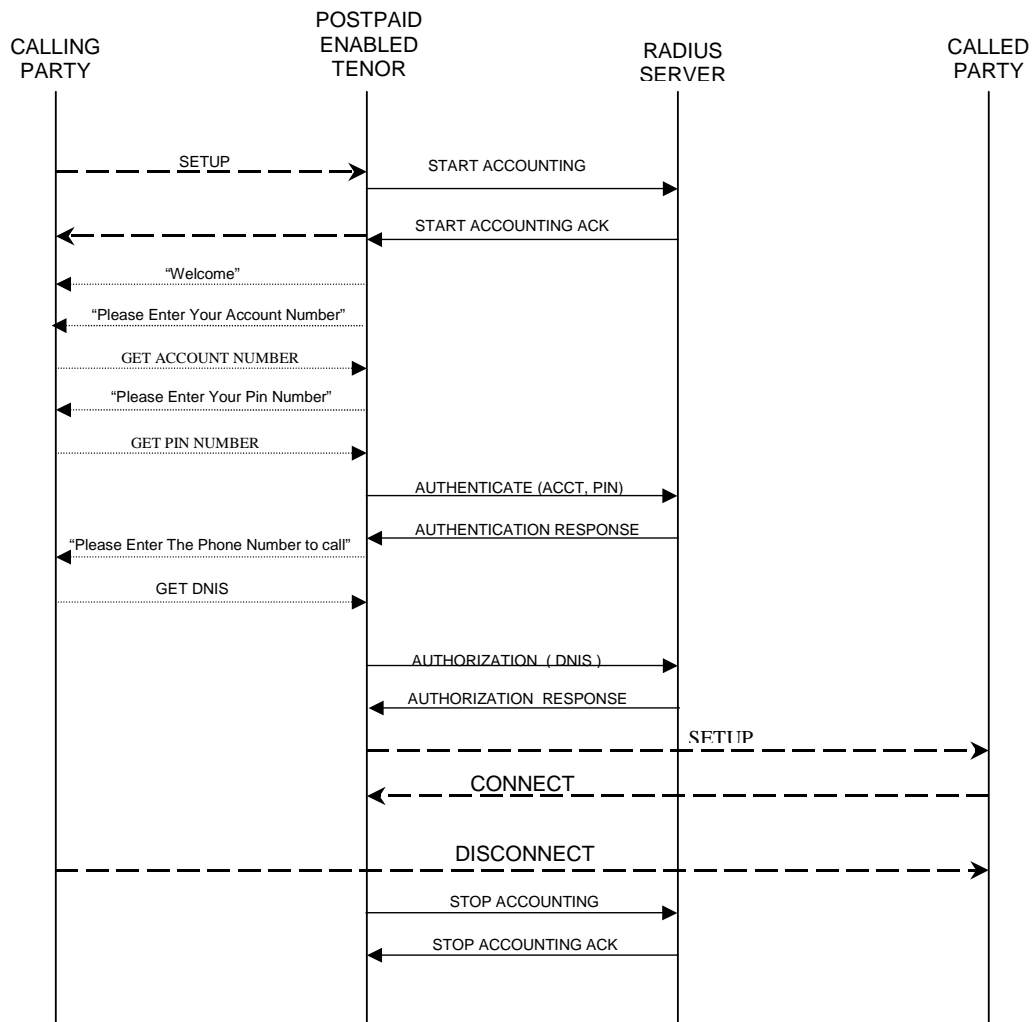 CALLING
PARTY
POSTPAID
ENABLED
TENOR
RADIUS
SERVER
CALLED
PARTY
SETUP
START ACCOUNTING
START ACCOUNTING ACK
“Welcome”
“Please Enter Your Account Number”
GET ACCOUNT NUMBER
“Please Enter Your Pin Number”
GET PIN NUMBER
AUTHENTICATE (ACCT, PIN)
AUTHENTICATION RESPONSE
“Please Enter The Phone Number to call”
GET DNIS
AUTHORIZATION ( DNIS )
AUTHORIZATION RESPONSE
SETUP
CONNECT
DISCONNECT
STOP ACCOUNTING
STOP ACCOUNTING ACK